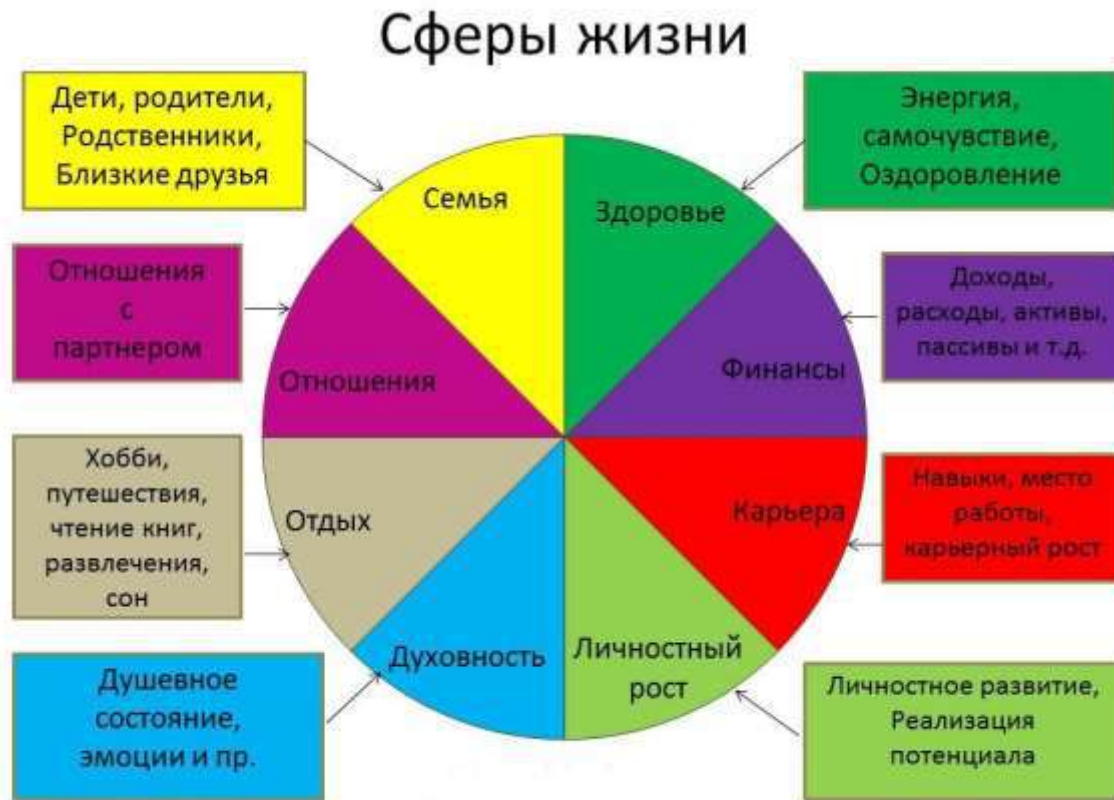 Сферы жизни
Дети, родители,
Родственники,
Близкие друзья
Энергия,
самочувствие,
Оздоровление
Семья
Здоровье
Отношения
с
партнером
Доходы,
расходы, активы,
пассивы и т.д.
Отношения
Финансы
Хобби,
путешествия,
чтение книг,
развлечения,
сон
Навыки, место
работы,
карьерный рост
Отдых
Карьера
Духовность
Личностный
рост
Душевное
состояние,
эмоции и пр.
Личностное развитие,
Реализация
потенциала